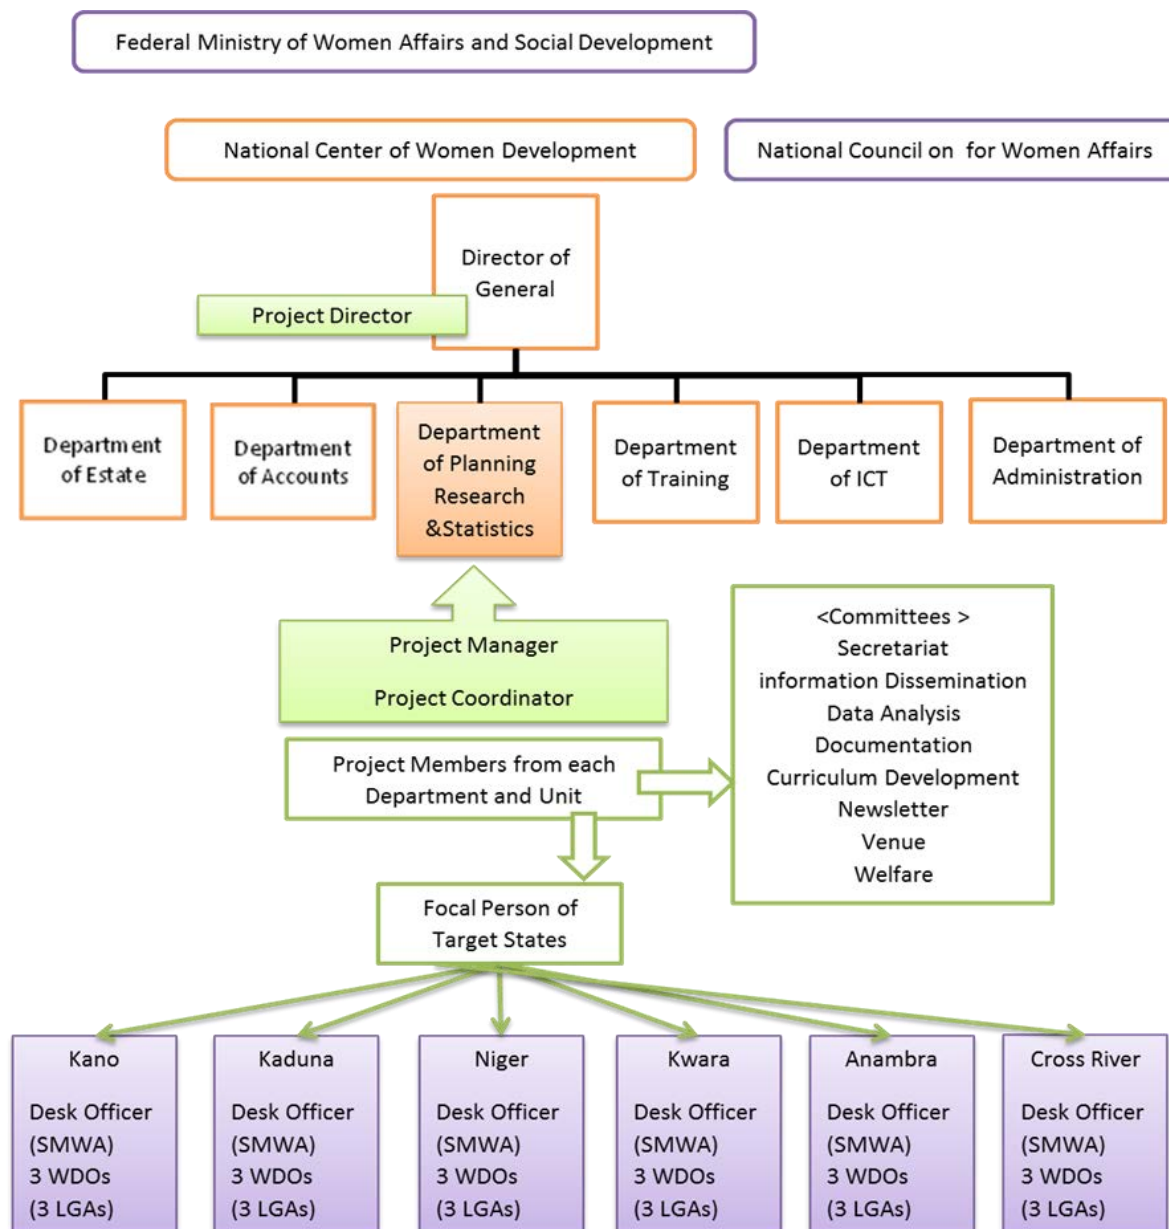 Federal Ministry of Women Affairs and Social Development
National Center of Women Development
National Council on  for Women Affairs
Director of
General
Project Director
Department
of Estate
Department
of Accounts
Department
of Planning
Research
&Statistics
Department
of Training
Department
of ICT
Department of
Administration
Project Manager
Project Coordinator
<Committees >
Secretariat
information Dissemination
Data Analysis
Documentation
Curriculum Development
Newsletter
Venue
Welfare
Project Members from each
Department and Unit
Focal Person of
Target States
Kano
Desk Officer
(SMWA)
3 WDOs
(3 LGAs)
Kaduna
Desk Officer
(SMWA)
3 WDOs
(3 LGAs)
Niger
Desk Officer
(SMWA)
3 WDOs
(3 LGAs)
Kwara
Desk Officer
(SMWA)
3 WDOs
(3 LGAs)
Anambra
Desk Officer
(SMWA)
3 WDOs
(3 LGAs)
Cross River
Desk Officer
(SMWA)
3 WDOs
(3 LGAs)